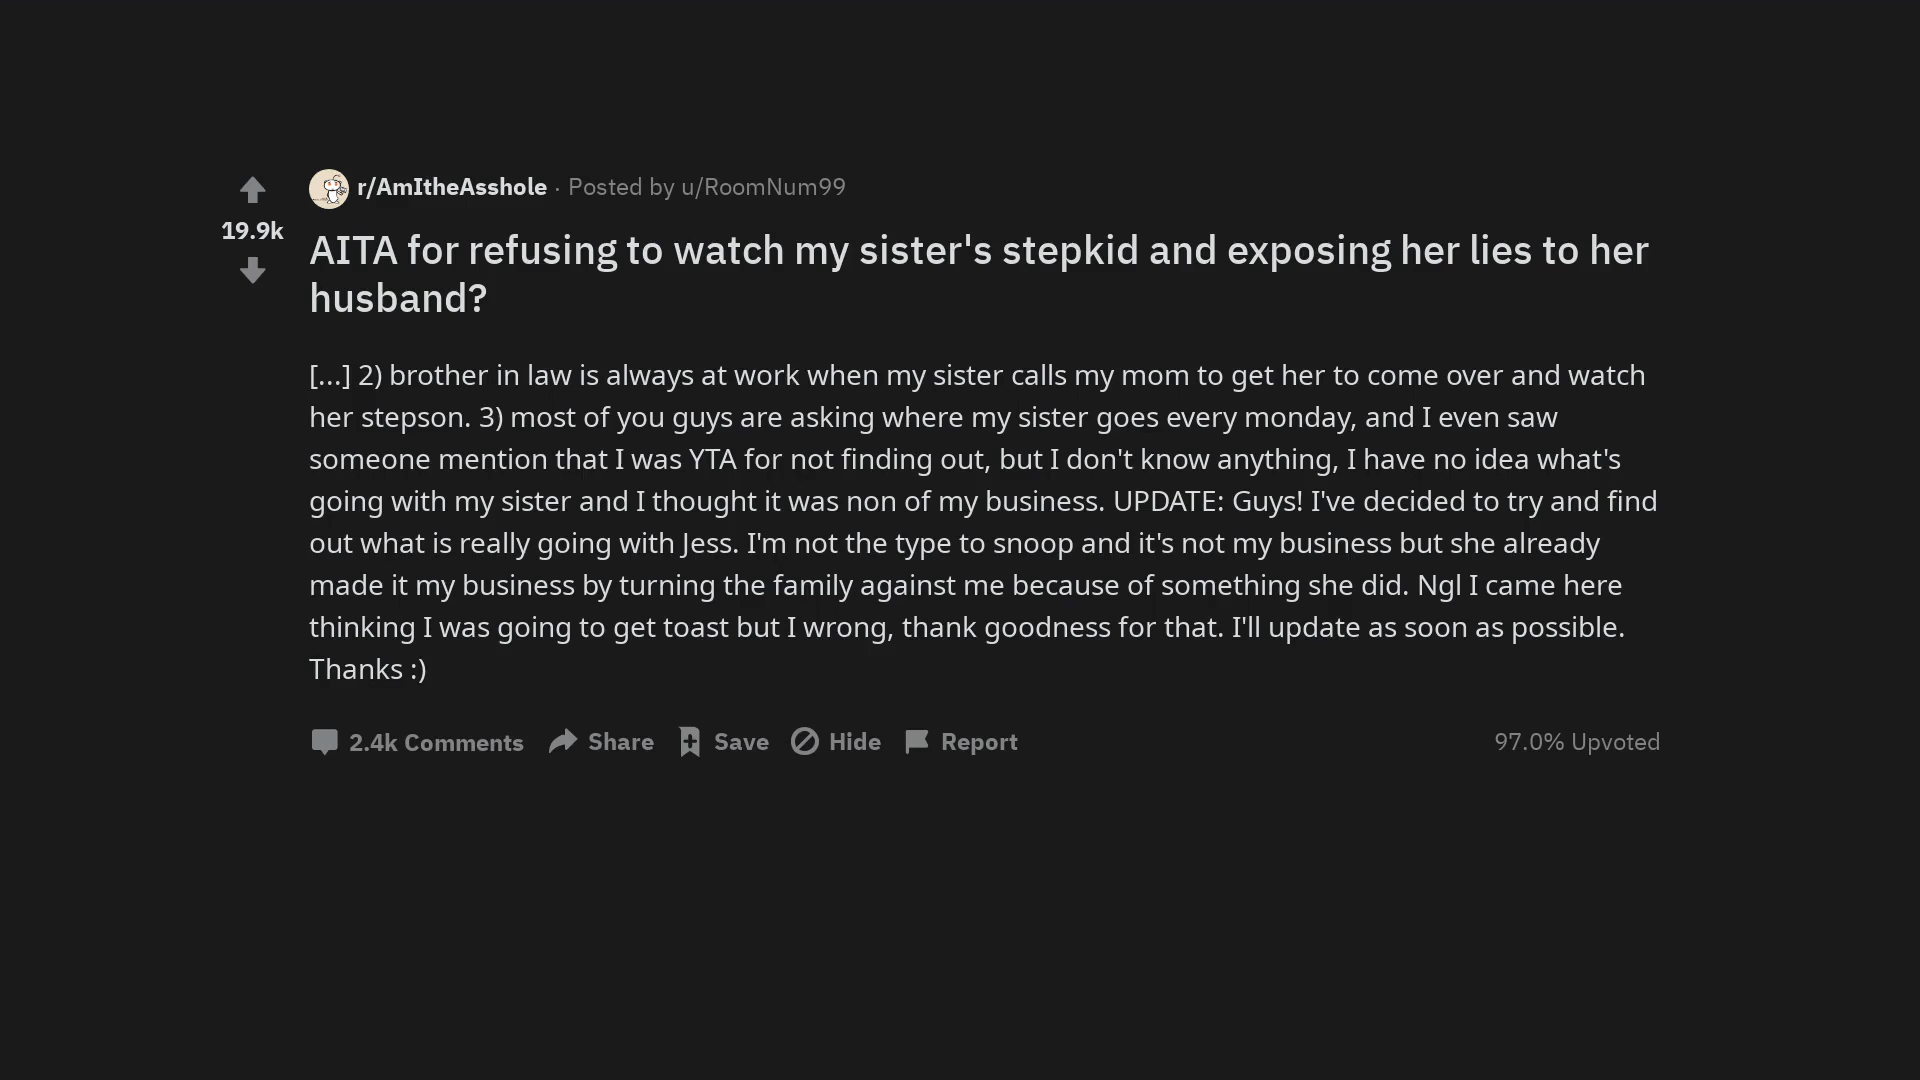 r/AmItheAsshole · Posted by u/RoomNum99
19.9k
AITA for refusing to watch my sister's stepkid and exposing her lies to her
husband?
[...] 2) brother in law is always at work when my sister calls my mom to get her to come over and watch
her stepson. 3) most of you guys are asking where my sister goes every monday, and I even saw
someone mention that I was YTA for not finding out, but I don't know anything, I have no idea what's
going with my sister and I thought it was non of my business. UPDATE: Guys! I've decided to try and find
out what is really going with Jess. I'm not the type to snoop and it's not my business but she already
made it my business by turning the family against me because of something she did. Ngl I came here
thinking I was going to get toast but I wrong, thank goodness for that. I'll update as soon as possible.
Thanks :)
2.4k Comments Share Save Hide Report 97.0% Upvoted